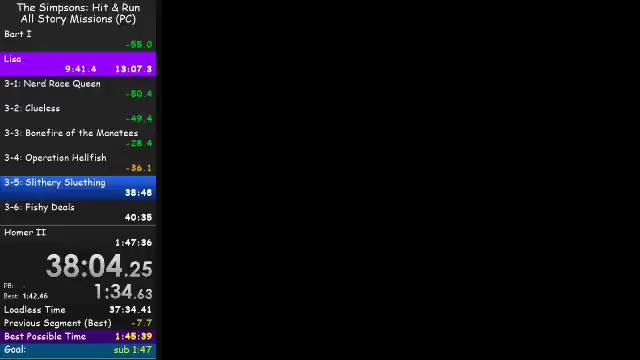 The Simpsons: Hit & Run
All Story Missions (PC)
Bart I
-55.0
Lisa
9:41.4 13:07.3
3-1: Nerd Race Queen
-50.4
3-2: Clueless
-49.4
3-3: Bonefire of the Manatees
-28.4
3-4: Operation Hellfish
-36.1
3-5: Slithery Sluething
38:48
3-6: Fishy Deals
40:35
Homer II
1:47:36
38:04.25
PB: -
Best: 1:42.46
1:34.63
Loadless Time 37:34.41
Previous Segment (Best) -7.7
Best Possible Time 1:45:39
Goal: sub 1:47